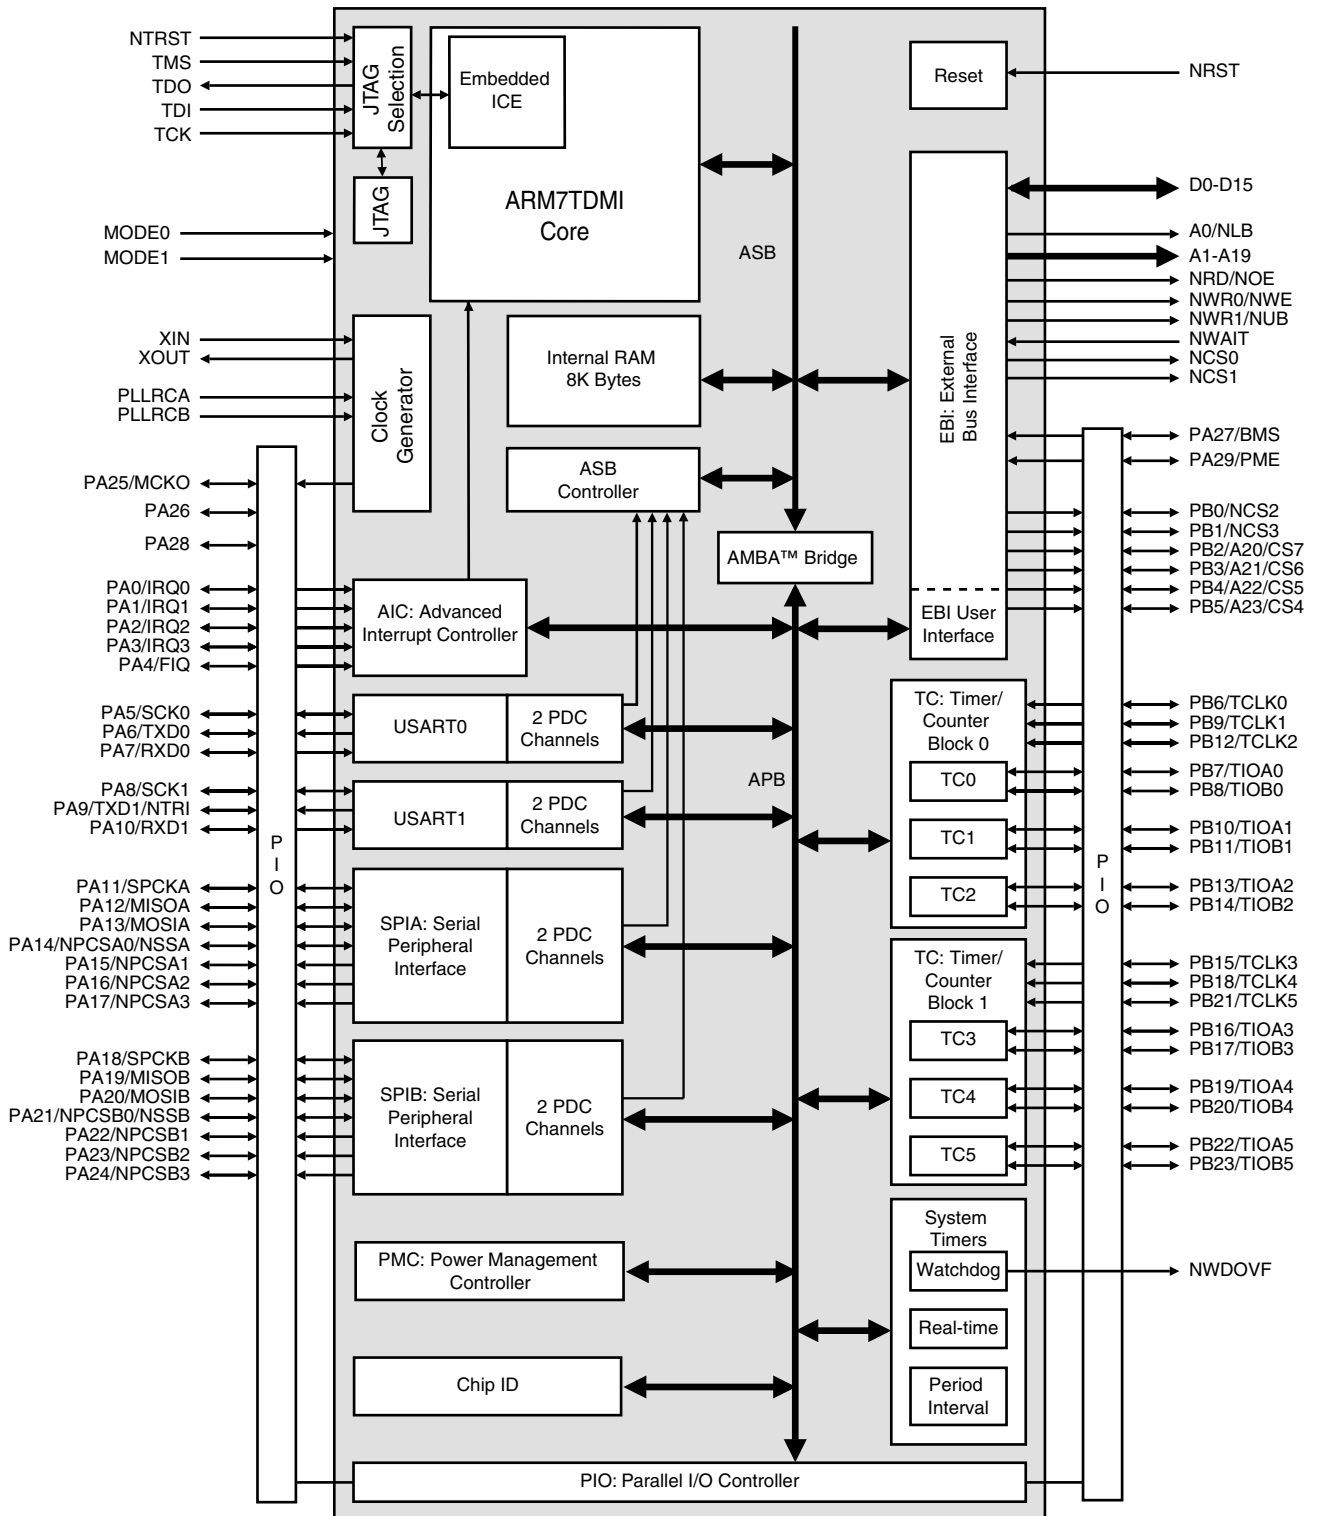 NTRST
TMS
TDO
TDI
TCK
JTAG
Selection
JTAG
Embedded
ICE
ARM7TDMI
Core
ASB
Reset
NRST
MODE0
MODE1
D0-D15
A0/NLB
A1-A19
NRD/NOE
NWR0/NWE
NWR1/NUB
NWAIT
NCS0
NCS1
EBI: External
Bus Interface
XIN
XOUT
PLLRCA
PLLRCB
Clock
Generator
Internal RAM
8K Bytes
ASB
Controller
AMBA™ Bridge
PA27/BMS
PA29/PME
PB0/NCS2
PB1/NCS3
PB2/A20/CS7
PB3/A21/CS6
PB4/A22/CS5
PB5/A23/CS4
EBI User
Interface
PA25/MCKO
PA26
PA28
PA0/IRQ0
PA1/IRQ1
PA2/IRQ2
PA3/IRQ3
PA4/FIQ
AIC: Advanced
Interrupt Controller
PA5/SCK0
PA6/TXD0
PA7/RXD0
USART0
2 PDC
Channels
PA8/SCK1
PA9/TXD1/NTRI
PA10/RXD1
USART1
2 PDC
Channels
APB
P
I
O
PA11/SPCKA
PA12/MISOA
PA13/MOSIA
PA14/NPCSA0/NSSA
PA15/NPCSA1
PA16/NPCSA2
PA17/NPCSA3
SPIA: Serial
Peripheral
Interface
2 PDC
Channels
PA18/SPCKB
PA19/MISOB
PA20/MOSIB
PA21/NPCSB0/NSSB
PA22/NPCSB1
PA23/NPCSB2
PA24/NPCSB3
SPIB: Serial
Peripheral
Interface
2 PDC
Channels
TC: Timer/
Counter
Block 0
TC0
TC1
TC2
PB6/TCLK0
PB9/TCLK1
PB12/TCLK2
PB7/TIOA0
PB8/TIOB0
PB10/TIOA1
PB11/TIOB1
PB13/TIOA2
PB14/TIOB2
P
I
O
TC: Timer/
Counter
Block 1
TC3
TC4
TC5
PB15/TCLK3
PB18/TCLK4
PB21/TCLK5
PB16/TIOA3
PB17/TIOB3
PB19/TIOA4
PB20/TIOB4
PB22/TIOA5
PB23/TIOB5
PMC: Power Management
Controller
Chip ID
System
Timers
Watchdog
Real-time
Period
Interval
NWDOVF
PIO: Parallel I/O Controller